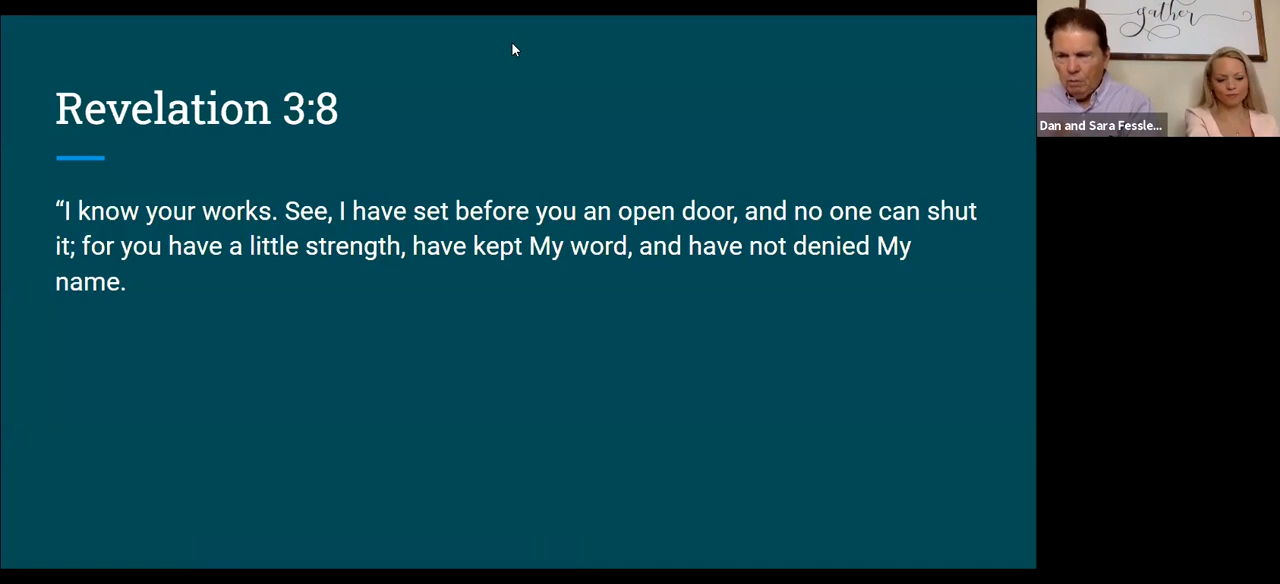 Revelation 3:8
“I know your works. See, I have set before you an open door, and no one can shut
it; for you have a little strength, have kept My word, and have not denied My
name.
gather
Dan and Sara Fessle...